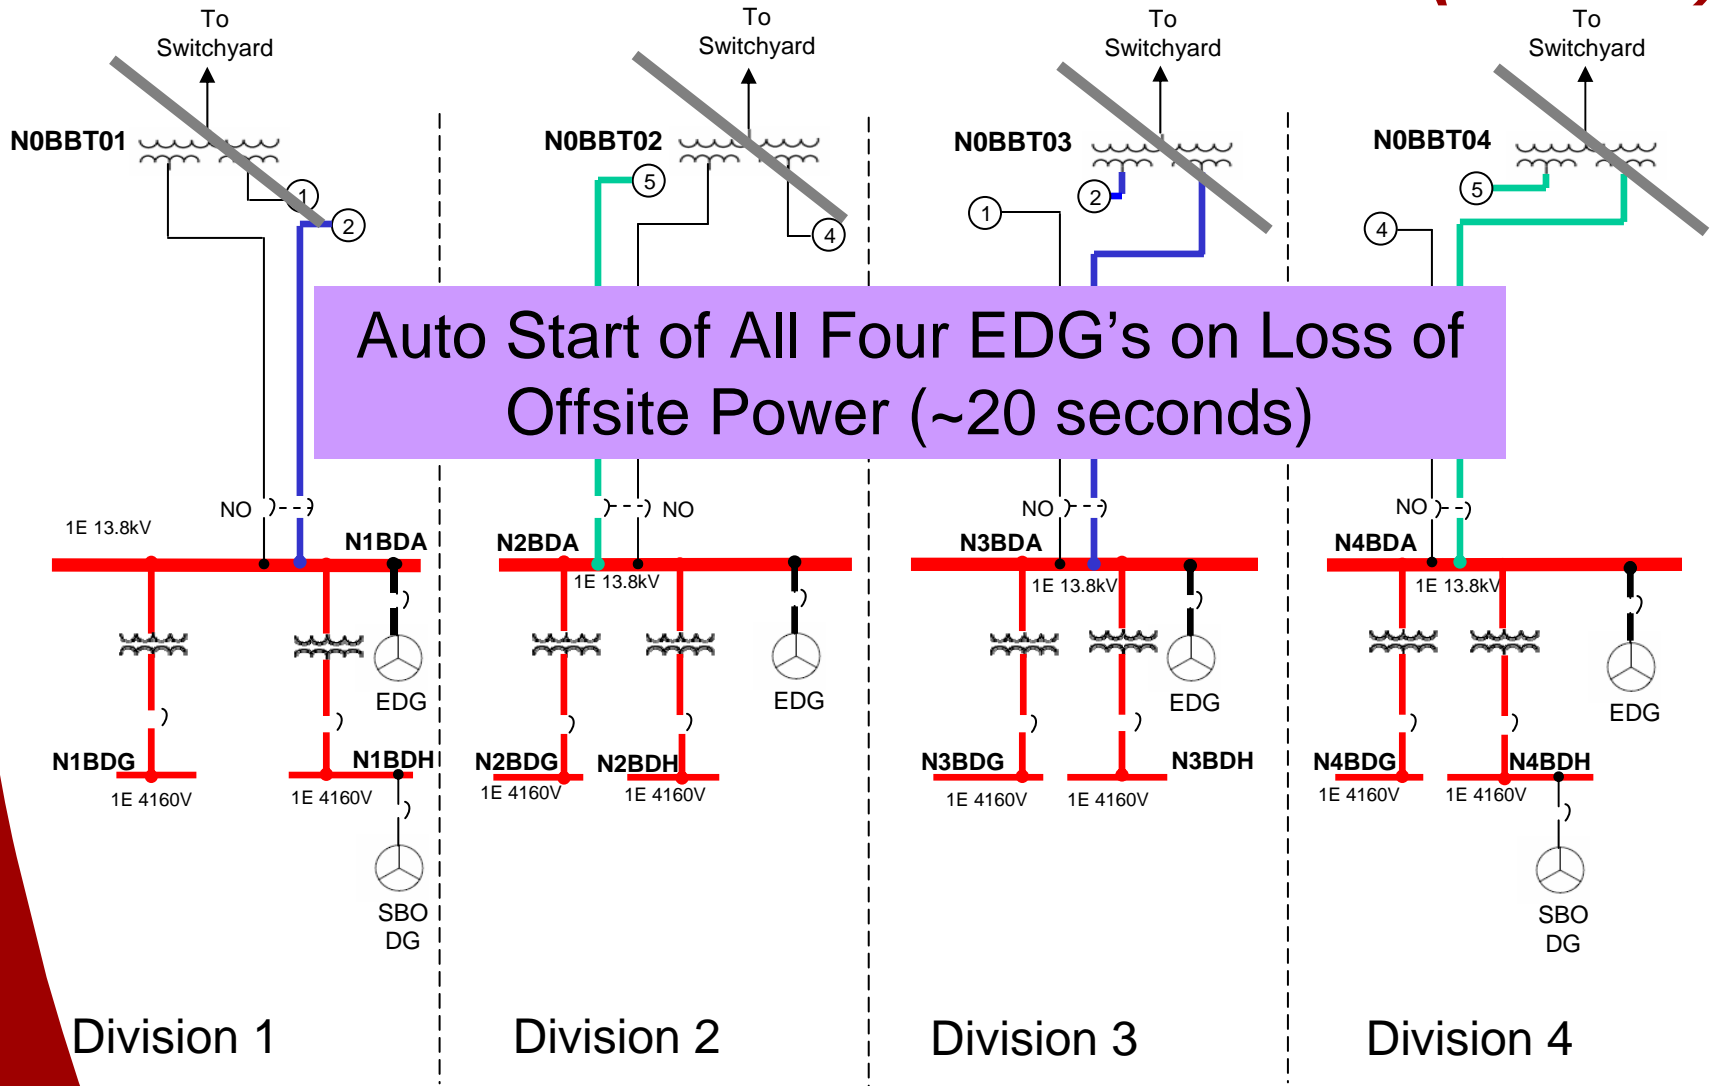 To
Switchyard
To
Switchyard
To
Switchyard
To
Switchyard
N0BBT01
N0BBT02
N0BBT03
N0BBT04
1
2
5
4
1
2
5
4
Auto Start of All Four EDG's on Loss of
Offsite Power (~20 seconds)
NO
NO
NO
NO
1E 13.8kV
N1BDA
N2BDA
1E 13.8kV
N3BDA
1E 13.8kV
N4BDA
1E 13.8kV
EDG
EDG
EDG
EDG
N1BDG
1E 4160V
N1BDH
1E 4160V
N2BDG
1E 4160V
N2BDH
1E 4160V
N3BDG
1E 4160V
N3BDH
1E 4160V
N4BDG
1E 4160V
N4BDH
1E 4160V
SBO
DG
SBO
DG
Division 1
Division 2
Division 3
Division 4